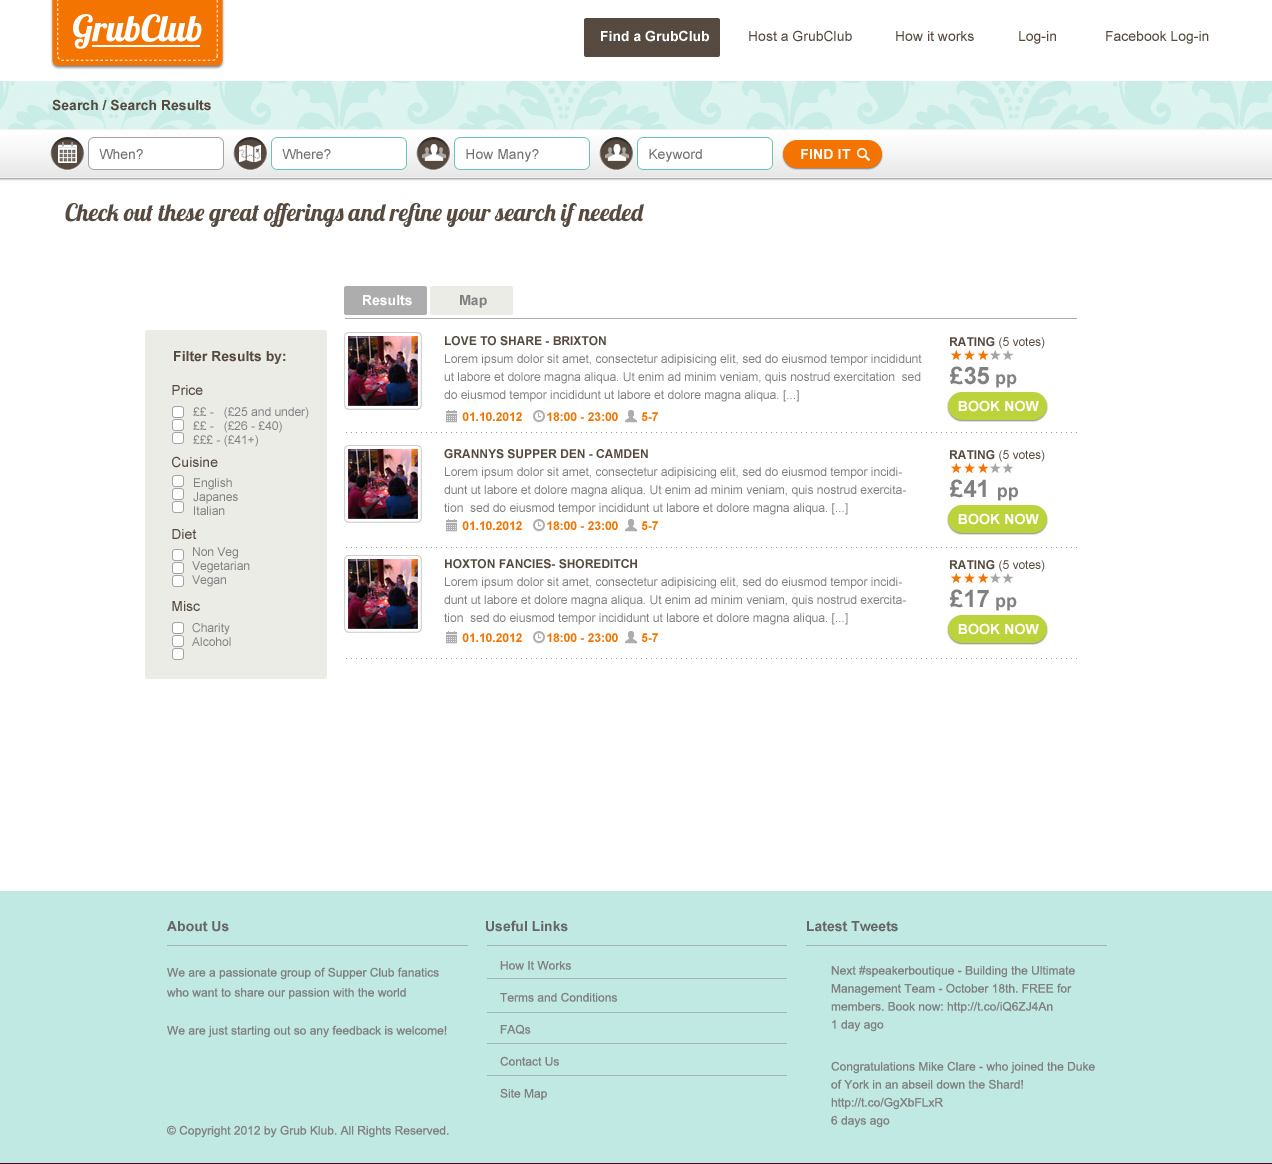 GrubClub
Find a GrubClub
Host a GrubClub
How it works
Log-in
Facebook Log-in
Search / Search Results
When?
Where?
How Many?
Keyword
FIND IT
Check out these great offerings and refine your search if needed
Results
Map
Filter Results by:
Price
££ - (£25 and under)
££ - (£26 - £40)
£££ - (£41+)
Cuisine
English
Japanes
Italian
Diet
Non Veg
Vegetarian
Vegan
Misc
Charity
Alcohol
LOVE TO SHARE - BRIXTON
Lorem ipsum dolor sit amet, consectetur adipisicing elit, sed do eiusmod tempor incididunt
ut labore et dolore magna aliqua. Ut enim ad minim veniam, quis nostrud exercitation sed
do eiusmod tempor incididunt ut labore et dolore magna aliqua. [...]
01.10.2012 18:00 - 23:00 5-7
RATING (5 votes)
£35 pp
BOOK NOW
GRANNYS SUPPER DEN - CAMDEN
Lorem ipsum dolor sit amet, consectetur adipisicing elit, sed do eiusmod tempor incidi-
dunt ut labore et dolore magna aliqua. Ut enim ad minim veniam, quis nostrud exercita-
tion sed do eiusmod tempor incididunt ut labore et dolore magna aliqua. [...]
01.10.2012 18:00 - 23:00 5-7
RATING (5 votes)
£41 pp
BOOK NOW
HOXTON FANCIES- SHOREDITCH
Lorem ipsum dolor sit amet, consectetur adipisicing elit, sed do eiusmod tempor incidi-
dunt ut labore et dolore magna aliqua. Ut enim ad minim veniam, quis nostrud exercita-
tion sed do eiusmod tempor incididunt ut labore et dolore magna aliqua. [...]
01.10.2012 18:00 - 23:00 5-7
RATING (5 votes)
£17 pp
BOOK NOW
About Us
We are a passionate group of Supper Club fanatics
who want to share our passion with the world
We are just starting out so any feedback is welcome!
© Copyright 2012 by Grub Klub. All Rights Reserved.
Useful Links
How It Works
Terms and Conditions
FAQs
Contact Us
Site Map
Latest Tweets
Next #speakerboutique - Building the Ultimate
Management Team - October 18th. FREE for
members. Book now: http://t.co/iQ6ZJ4An
1 day ago
Congratulations Mike Clare - who joined the Duke
of York in an abseil down the Shard!
http://t.co/GgXbFLxR
6 days ago